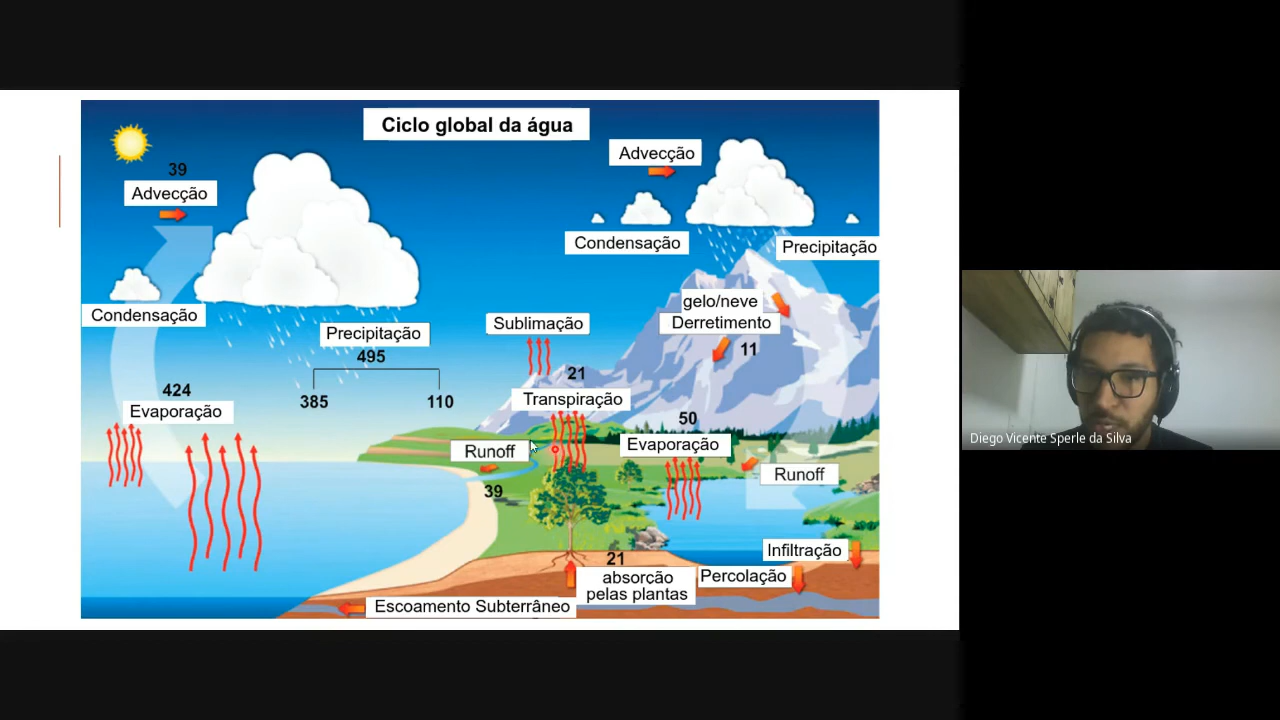 Ciclo global da água
39
Advecção
Advecção
Condensação
Precipitação
Condensação
Precipitação
495
385
110
gelo/neve
Derretimento
11
Sublimação
21
Transpiração
424
Evaporação
50
Evaporação
Runoff
39
Runoff
21
absorção
pelas plantas
Infiltração
Percolação
Escoamento Subterrâneo
Diego Vicente Sperle da Silva